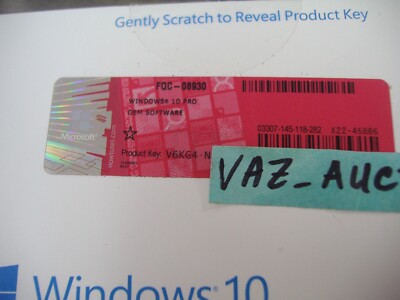 Gently Scratch to Reveal Product Key
FQC-08930
WINDOWS® 10 PRO
OEM SOFTWARE
Microsoft
00307-145-118-282 X22-45886
Product Key: V6KG4-N
VAZ_AUC
Windows 10